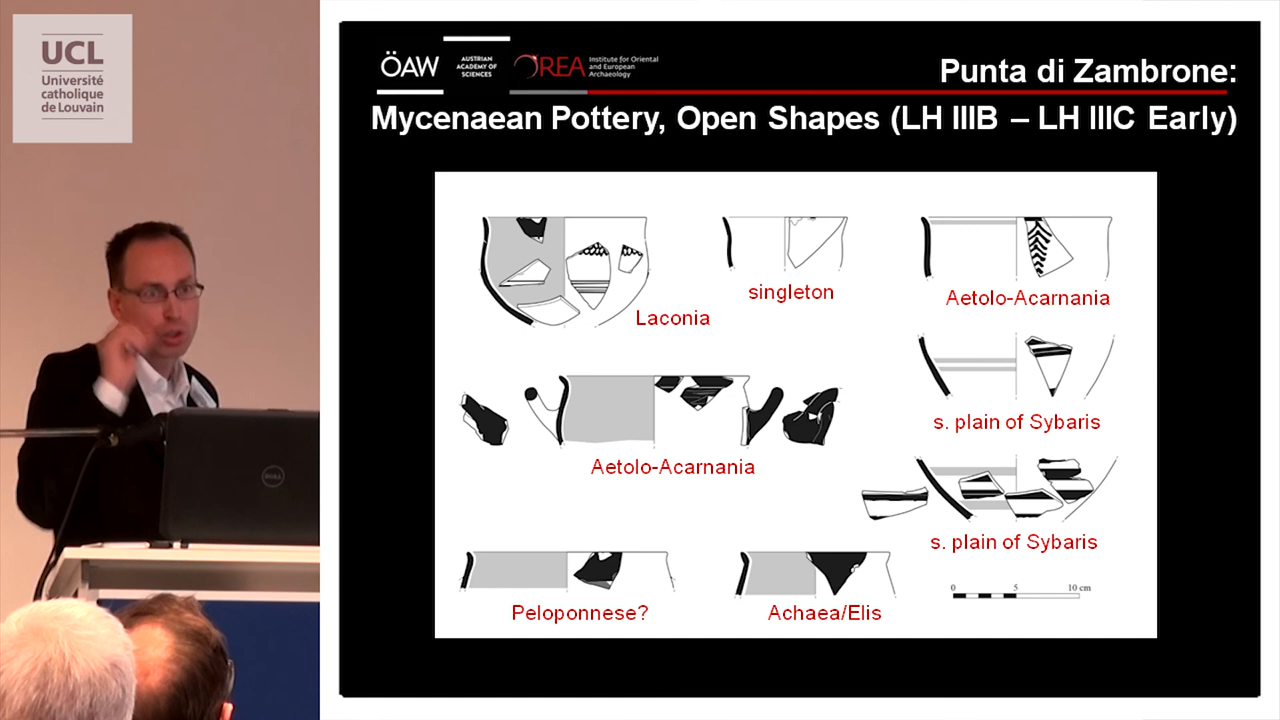 UCL
Université
catholique
de Louvain
ÖAW
AUSTRIAN
ACADEMY OF
SCIENCES
OREA
Institute for Oriental
and European
Archaeology
Punta di Zambrone:
Mycenaean Pottery, Open Shapes (LH IIIB – LH IIIC Early)
Laconia
singleton
Aetolo-Acarnania
s. plain of Sybaris
Aetolo-Acarnania
s. plain of Sybaris
0 5 10 cm
Peloponnese?
Achaea/Elis
DELL